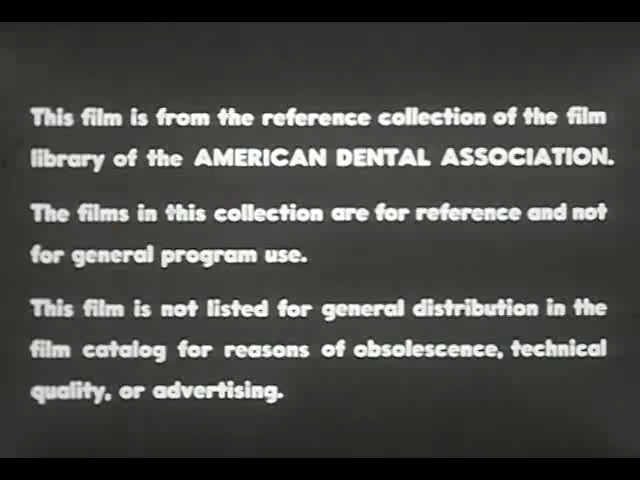 This film is from the reference collection of the film
library of the AMERICAN DENTAL ASSOCIATION.
The films in this collection are for reference and not
for general program use.
This film is not listed for general distribution in the
film catalog for reasons of obsolescence, technical
quality, or advertising.